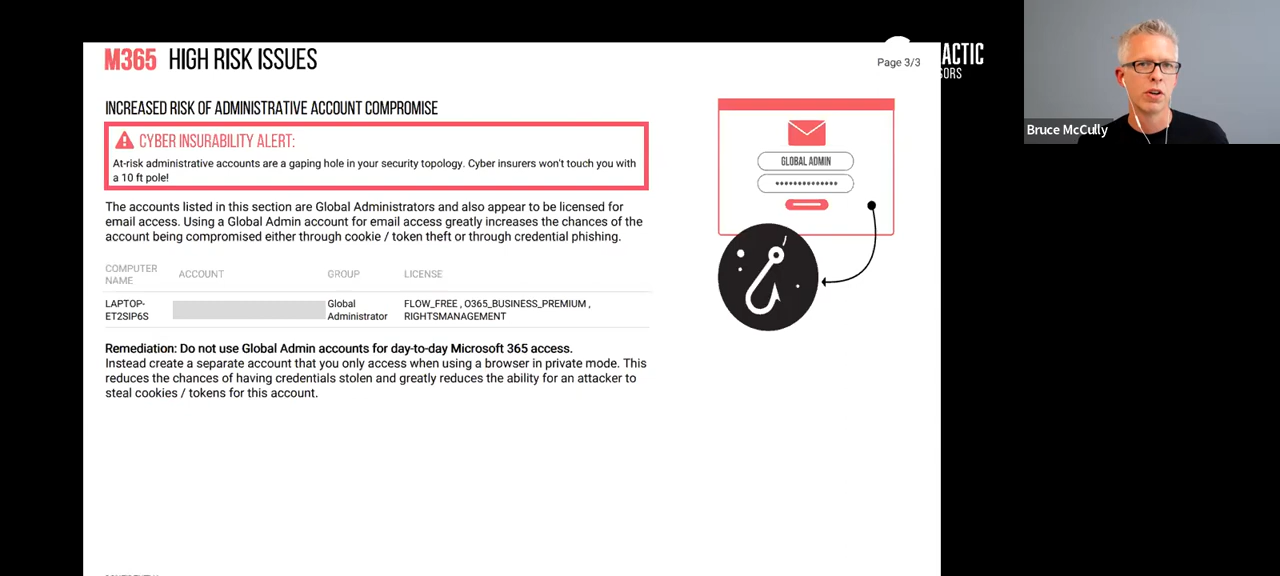 M365 HIGH RISK ISSUES
Page 3/3
INCREASED RISK OF ADMINISTRATIVE ACCOUNT COMPROMISE
CYBER INSURABILITY ALERT:
At-risk administrative accounts are a gaping hole in your security topology. Cyber insurers won't touch you with
a 10 ft pole!
The accounts listed in this section are Global Administrators and also appear to be licensed for
email access. Using a Global Admin account for email access greatly increases the chances of the
account being compromised either through cookie / token theft or through credential phishing.
COMPUTER
NAME
ACCOUNT
GROUP
LICENSE
LAPTOP-
ET2SIP6S
Global
Administrator
FLOW_FREE , O365_BUSINESS_PREMIUM ,
RIGHTSMANAGEMENT
Remediation: Do not use Global Admin accounts for day-to-day Microsoft 365 access.
Instead create a separate account that you only access when using a browser in private mode. This
reduces the chances of having credentials stolen and greatly reduces the ability for an attacker to
steal cookies / tokens for this account.
GLOBAL ADMIN
Bruce McCully